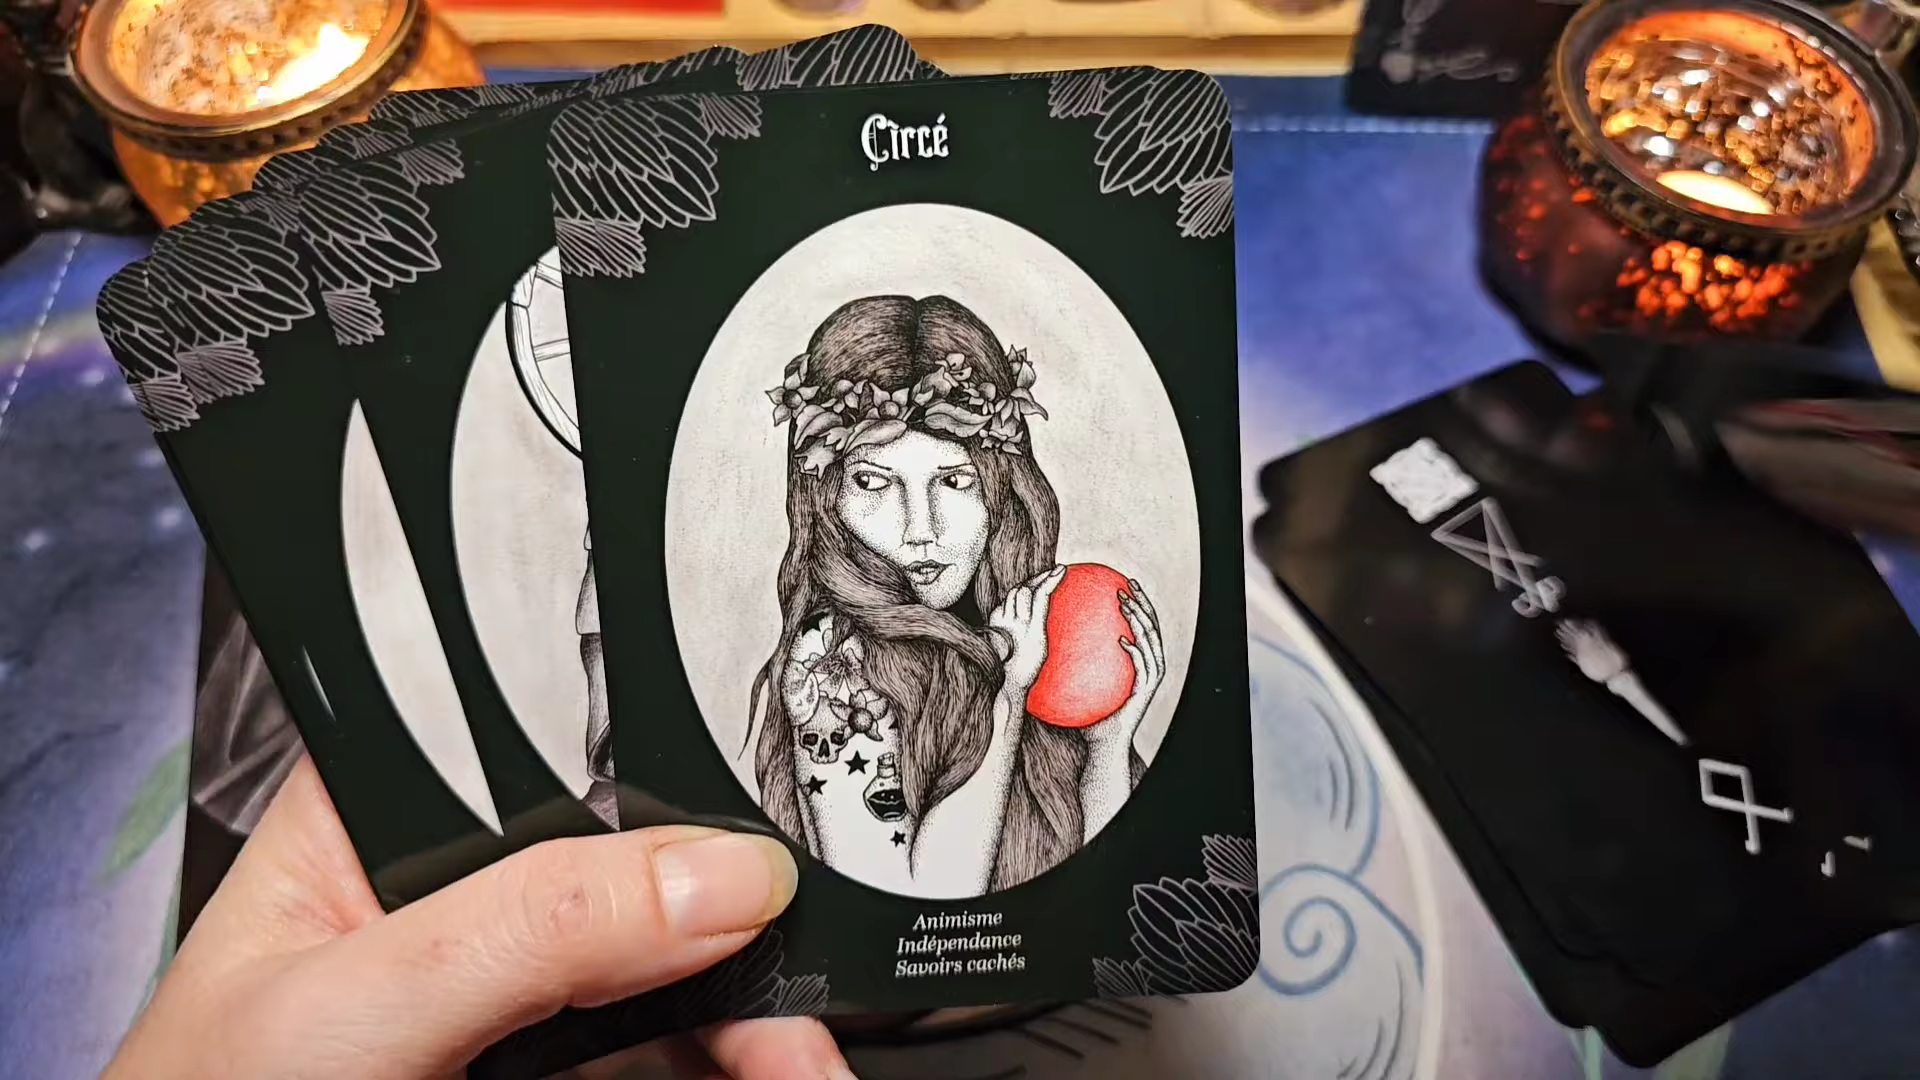 Circé
Animisme
Indépendance
Savoirs cachés